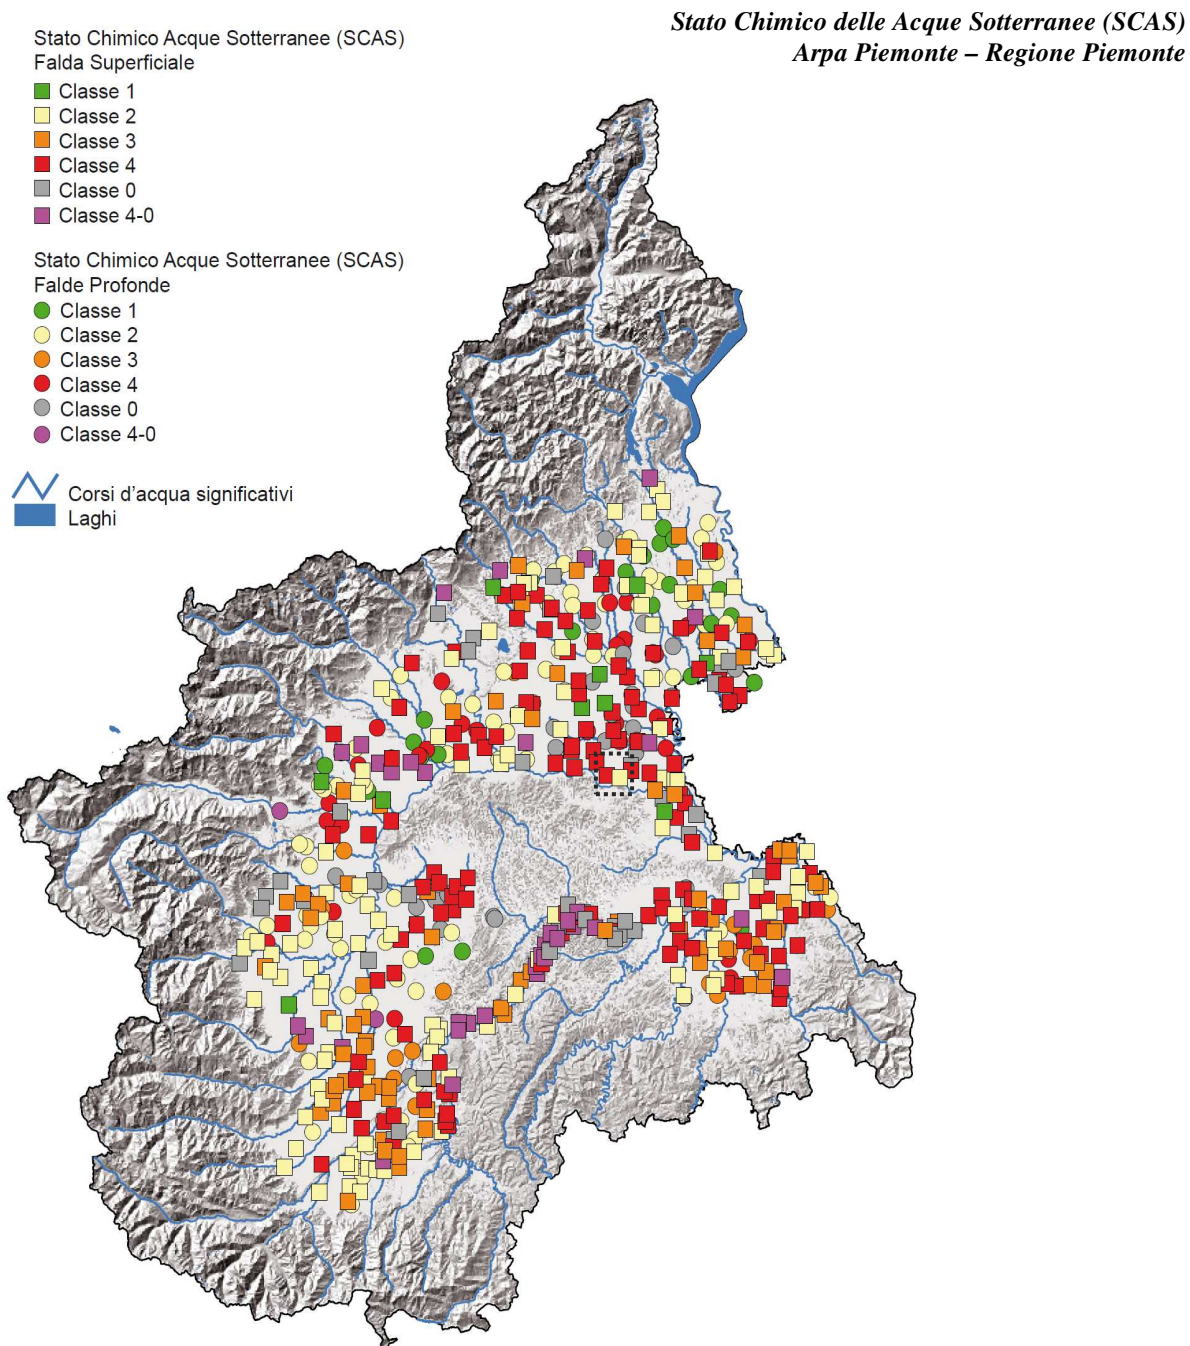 Stato Chimico delle Acque Sotterranee (SCAS)
Arpa Piemonte – Regione Piemonte
Stato Chimico Acque Sotterranee (SCAS)
Falda Superficiale
Classe 1
Classe 2
Classe 3
Classe 4
Classe 0
Classe 4-0
Stato Chimico Acque Sotterranee (SCAS)
Falde Profonde
Classe 1
Classe 2
Classe 3
Classe 4
Classe 0
Classe 4-0
Corsi d'acqua significativi
Laghi